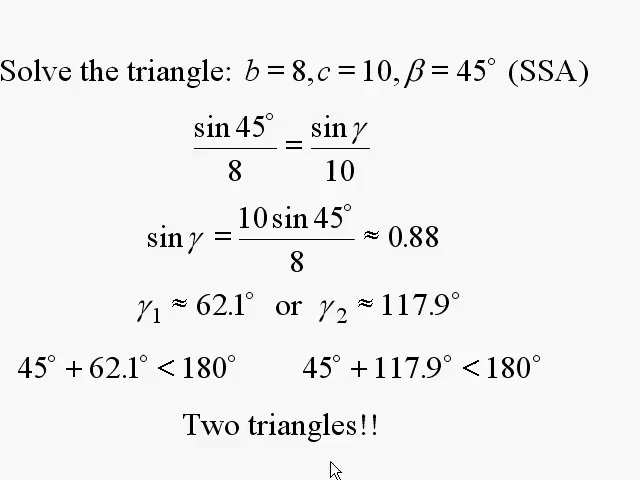 Solve the triangle: b = 8, c = 10, β = 45° (SSA)
sin 45° / 8 = sin γ / 10
sin γ = 10 sin 45° / 8 ≈ 0.88
γ₁ ≈ 62.1° or γ₂ ≈ 117.9°
45° + 62.1° < 180° 45° + 117.9° < 180°
Two triangles!!